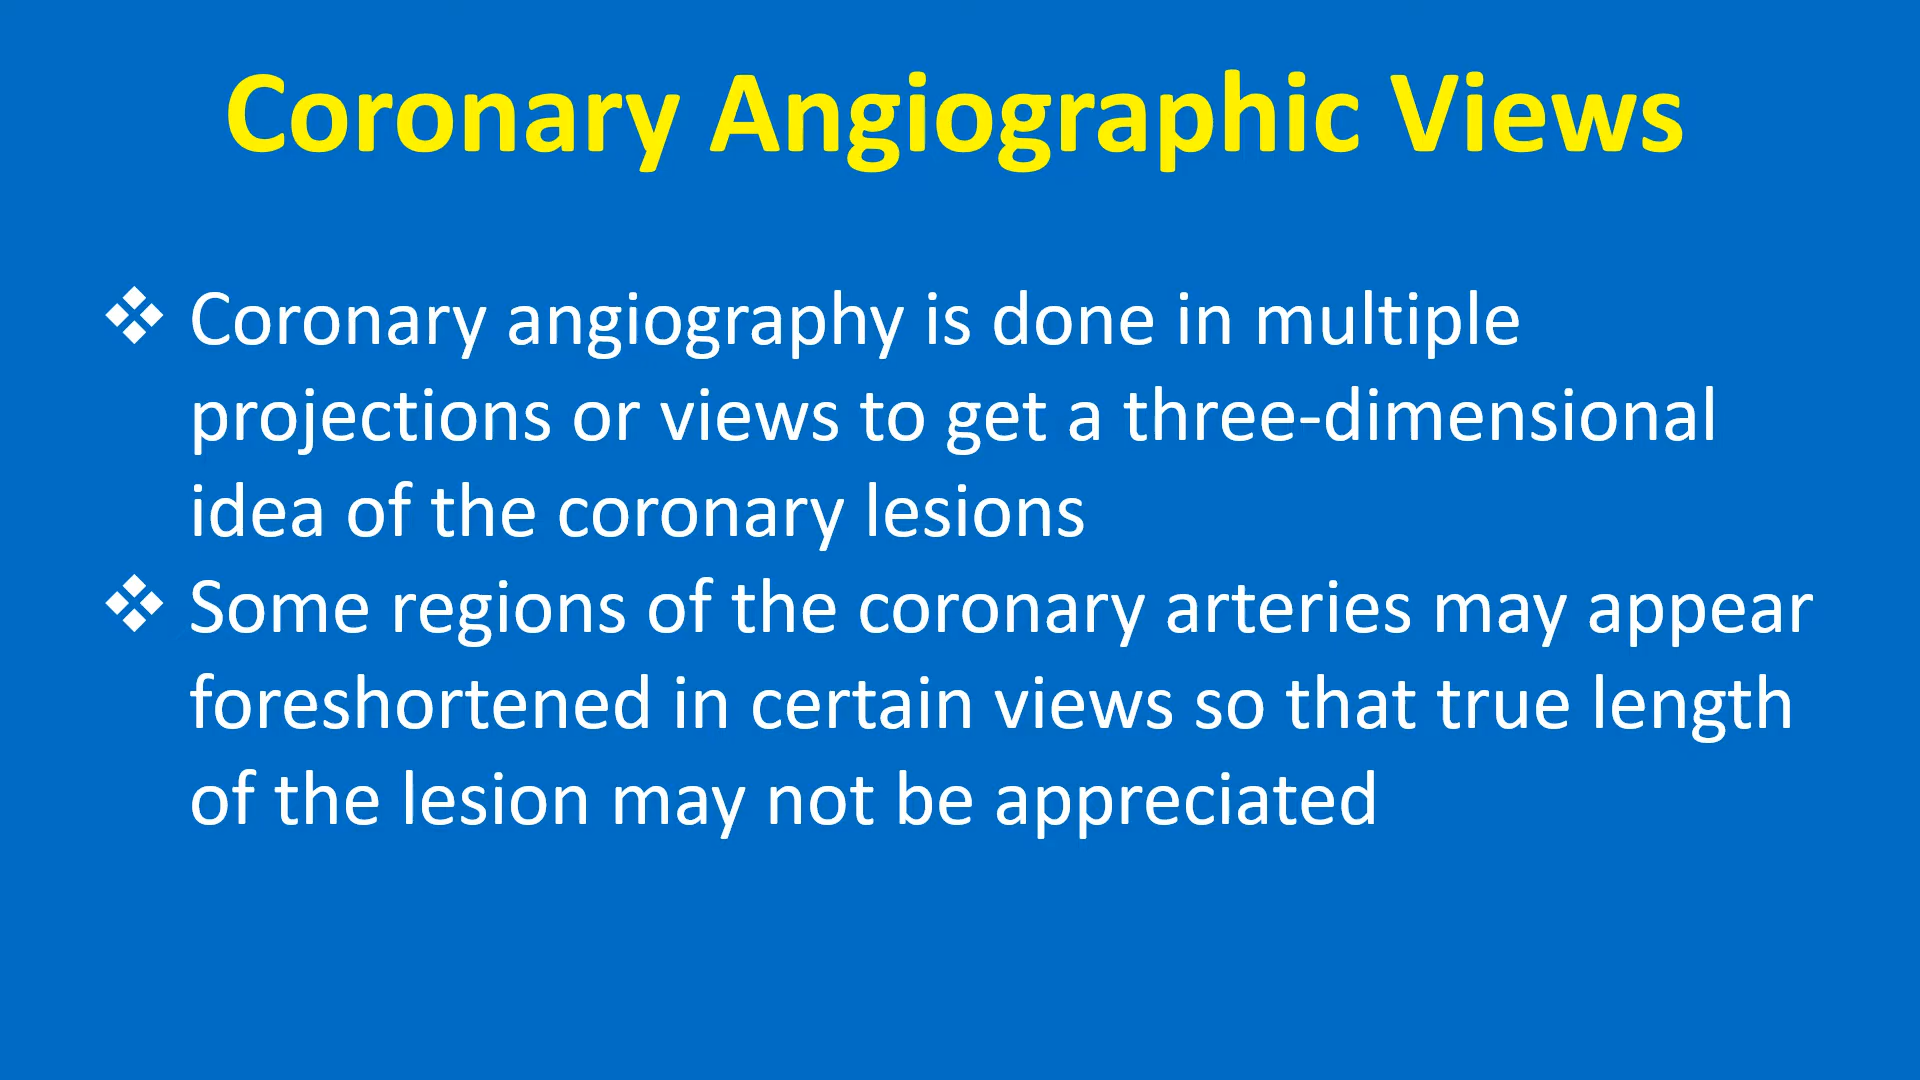 Coronary Angiographic Views
❖ Coronary angiography is done in multiple
projections or views to get a three-dimensional
idea of the coronary lesions
❖ Some regions of the coronary arteries may appear
foreshortened in certain views so that true length
of the lesion may not be appreciated